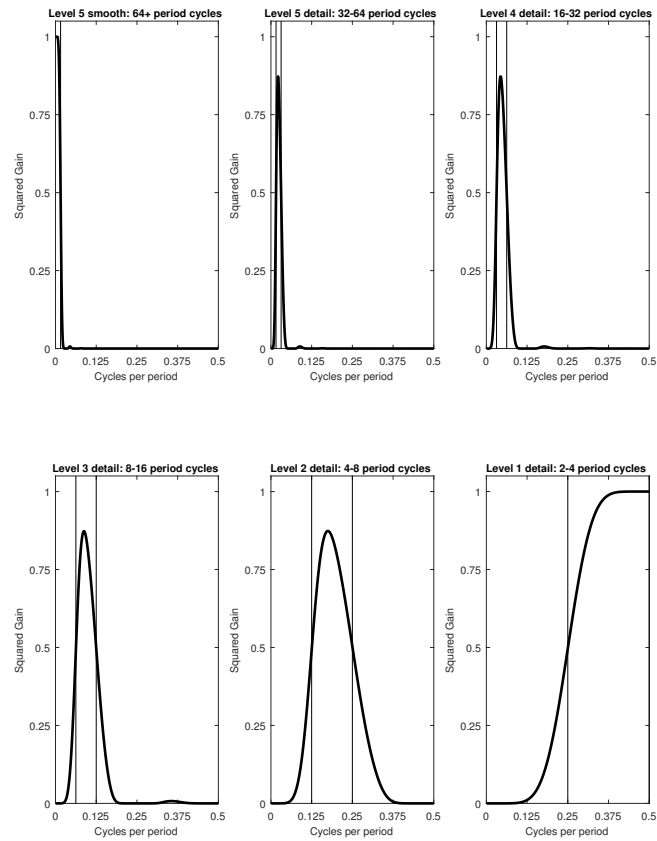 Level 5 smooth: 64+ period cycles
1
0.75
0.5
0.25
0
Squared Gain
0 0.125 0.25 0.375 0.5
Cycles per period
Level 5 detail: 32-64 period cycles
1
0.75
0.5
0.25
0
Squared Gain
0 0.125 0.25 0.375 0.5
Cycles per period
Level 4 detail: 16-32 period cycles
1
0.75
0.5
0.25
0
Squared Gain
0 0.125 0.25 0.375 0.5
Cycles per period
Level 3 detail: 8-16 period cycles
1
0.75
0.5
0.25
0
Squared Gain
0 0.125 0.25 0.375 0.5
Cycles per period
Level 2 detail: 4-8 period cycles
1
0.75
0.5
0.25
0
Squared Gain
0 0.125 0.25 0.375 0.5
Cycles per period
Level 1 detail: 2-4 period cycles
1
0.75
0.5
0.25
0
Squared Gain
0 0.125 0.25 0.375 0.5
Cycles per period